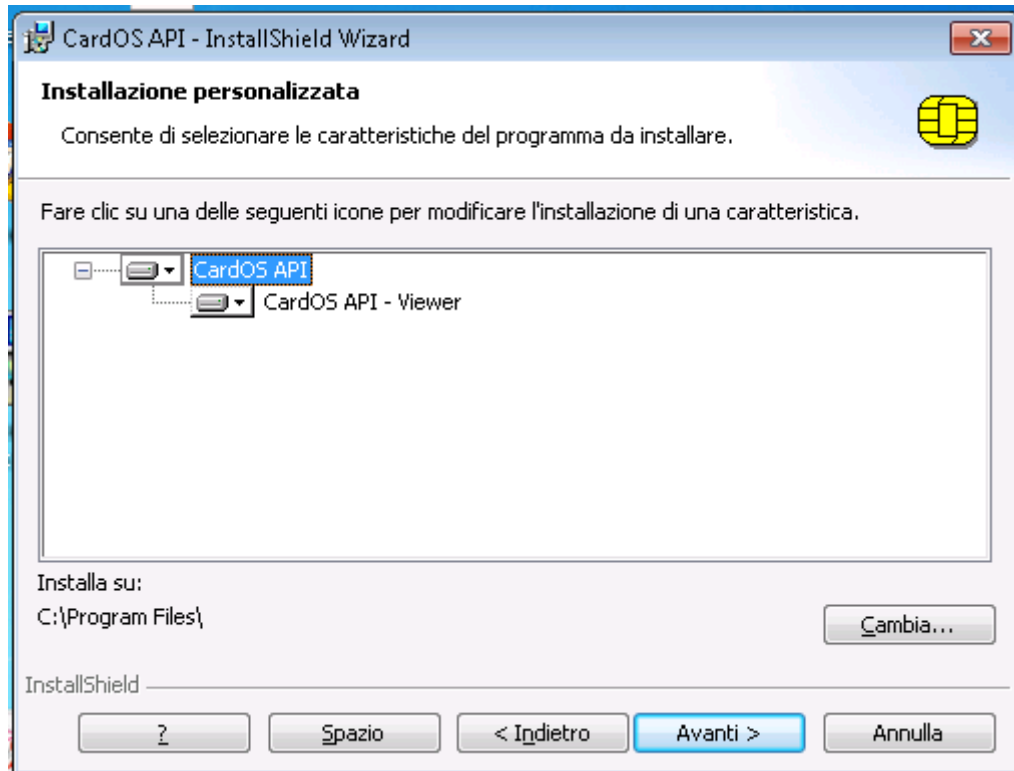 CardOS API - InstallShield Wizard
Installazione personalizzata
Consente di selezionare le caratteristiche del programma da installare.
Fare clic su una delle seguenti icone per modificare l'installazione di una caratteristica.
CardOS API
CardOS API - Viewer
Installa su:
C:\Program Files\
Cambia...
InstallShield
? Spazio < Indietro Avanti > Annulla